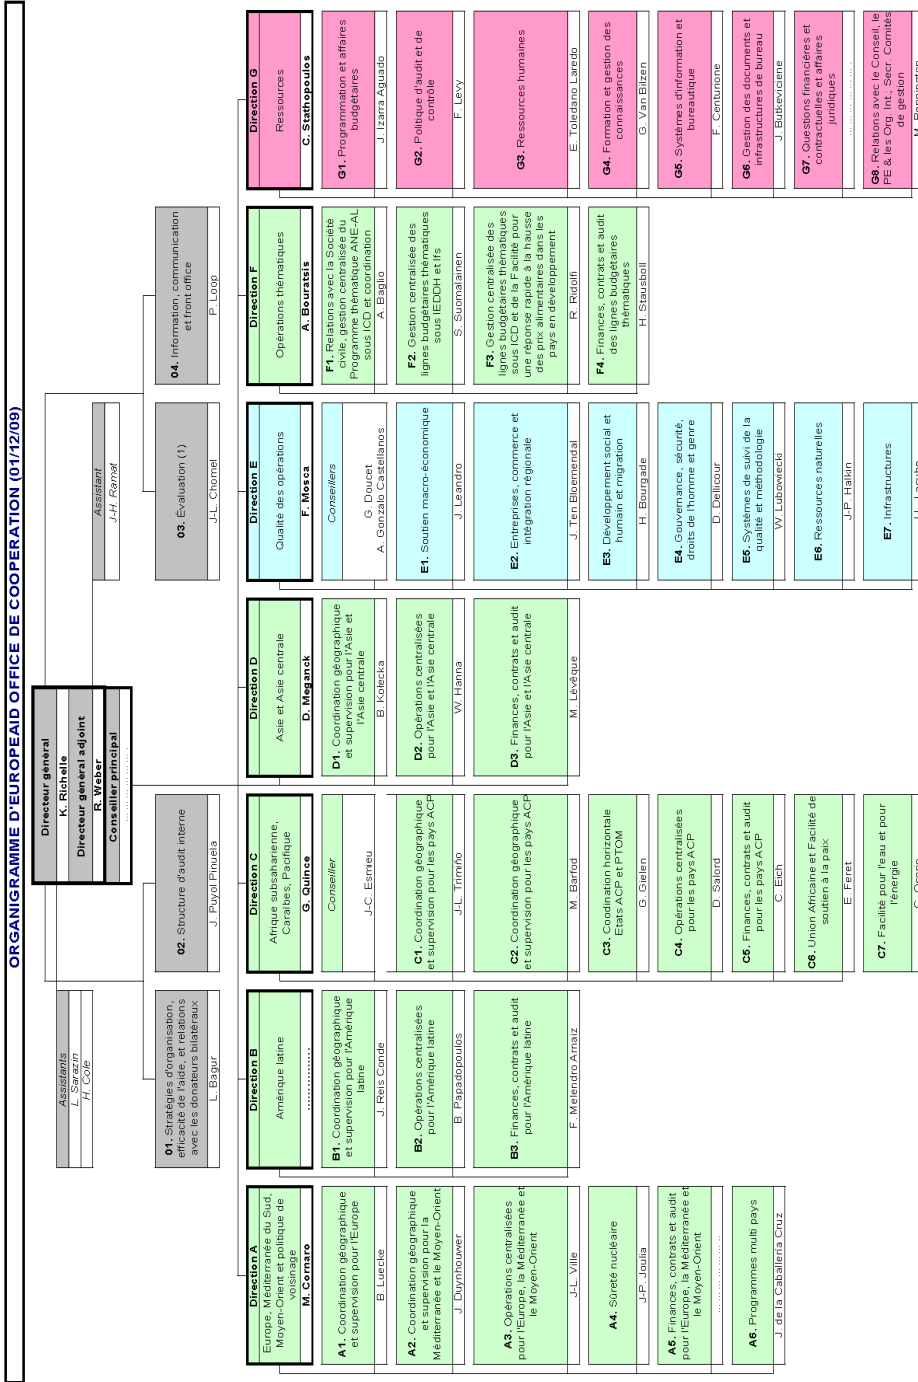 ORGANIGRAMME D'EUROPEAID OFFICE DE COOPERATION (01/12/09)
Directeur général
K. Richelle
Directeur général adjoint
R. Weber
Conseiller principal
Assistants
L. Sarazin
H. Cole
Assistant
J-H. Ramat
01. Stratégies d'organisation,
efficacité de l'aide, et relations
avec les donateurs bilatéraux
L. Bagur
02. Structure d'audit interne
J. Puyol Pinuela
03. Évaluation (1)
J-L. Chomel
04. Information, communication
et front office
P. Loop
Direction A
Europe, Méditerranée du Sud,
Moyen-Orient et politique de
voisinage
M. Cornaro
A1. Coordination géographique
et supervision pour l'Europe
B. Luecke
A2. Coordination géographique
et supervision pour la
Méditerranée et le Moyen-Orient
J. Duynhouwer
A3. Opérations centralisées
pour l'Europe, la Méditerranée et
le Moyen-Orient
J-L. Ville
A4. Sûreté nucléaire
J-P. Joulia
A5. Finances, contrats et audit
pour l'Europe, la Méditerranée et
le Moyen-Orient
A6. Programmes multi pays
J. de la Caballeria Cruz
Direction B
Amérique latine
B1. Coordination géographique
et supervision pour l'Amérique
latine
J. Reis Conde
B2. Opérations centralisées
pour l'Amérique latine
B. Papadopoulos
B3. Finances, contrats et audit
pour l'Amérique latine
F. Melendro Arnaiz
Direction C
Afrique subsaharienne,
Caraïbes, Pacifique
G. Quince
Conseiller
J-C. Esmieu
C1. Coordination géographique
et supervision pour les pays ACP
J-L. Trimiño
C2. Coordination géographique
et supervision pour les pays ACP
M. Barfod
C3. Coodination horizontale
Etats ACP et PTOM
G. Gielen
C4. Opérations centralisées
pour les pays ACP
D. Salord
C5. Finances, contrats et audit
pour les pays ACP
C. Eich
C6. Union Africaine et Facilité de
soutien à la paix
E. Feret
C7. Facilité pour l'eau et pour
l'énergie
Direction D
Asie et Asie centrale
D. Meganck
D1. Coordination géographique
et supervision pour l'Asie et
l'Asie centrale
B. Kolecka
D2. Opérations centralisées
pour l'Asie et l'Asie centrale
W. Hanna
D3. Finances, contrats et audit
pour l'Asie et l'Asie centrale
M. Lévêque
Direction E
Qualité des opérations
F. Mosca
Conseillers
G. Doucet
A. Gonzalo Castellanos
E1. Soutien macro-économique
J. Leandro
E2. Entreprises, commerce et
intégration régionale
J. Ten Bloemendal
E3. Développement social et
humain et migration
H. Bourgade
E4. Gouvernance, sécurité,
droits de l'homme et genre
D. Dellicour
E5. Systèmes de suivi de la
qualité et méthodologie
W. Lubowiecki
E6. Ressources naturelles
J-P. Halkin
E7. Infrastructures
Direction F
Opérations thématiques
A. Bouratsis
F1. Relations avec la Société
civile, gestion centralisée du
Programme thématique ANE-AL
sous ICD et coordination
A. Baglio
F2. Gestion centralisée des
lignes budgétaires thématiques
sous IEDDH et Ifs
S. Suomalainen
F3. Gestion centralisée des
lignes budgétaires thématiques
sous ICD et de la Facilité pour
une réponse rapide à la hausse
des prix alimentaires dans les
pays en développement
R. Ridolfi
F4. Finances, contrats et audit
des lignes budgétaires
thématiques
H. Stausboll
Direction G
Ressources
C. Stathopoulos
G1. Programmation et affaires
budgétaires
J. Izarra Aguado
G2. Politique d'audit et de
contrôle
F. Levy
G3. Ressources humaines
E. Toledano Laredo
G4. Formation et gestion des
connaissances
G. Van Bilzen
G5. Systèmes d'information et
bureautique
F. Centurione
G6. Gestion des documents et
infrastructures de bureau
J. Butkeviciene
G7. Questions financières et
contractuelles et affaires
juridiques
G8. Relations avec le Conseil, le
PE & les Org. Int., Secr. Comités
de gestion